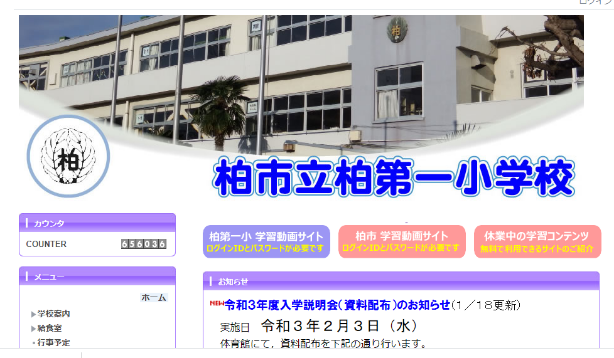 ログイン
柏
柏
柏市立柏第一小学校
カウンタ
COUNTER 656036
柏第一小 学習動画サイト
ログインIDとパスワードが必要です
柏市 学習動画サイト
ログインIDとパスワードが必要です
休業中の学習コンテンツ
無料で利用できるサイトのご紹介
メニュー
ホーム
学校案内
給食室
・行事予定
お知らせ
NEW令和3年度入学説明会（資料配布）のお知らせ（1／18更新）
実施日 令和３年２月３日（水）
体育館にて、資料配布を下記の通り行います。